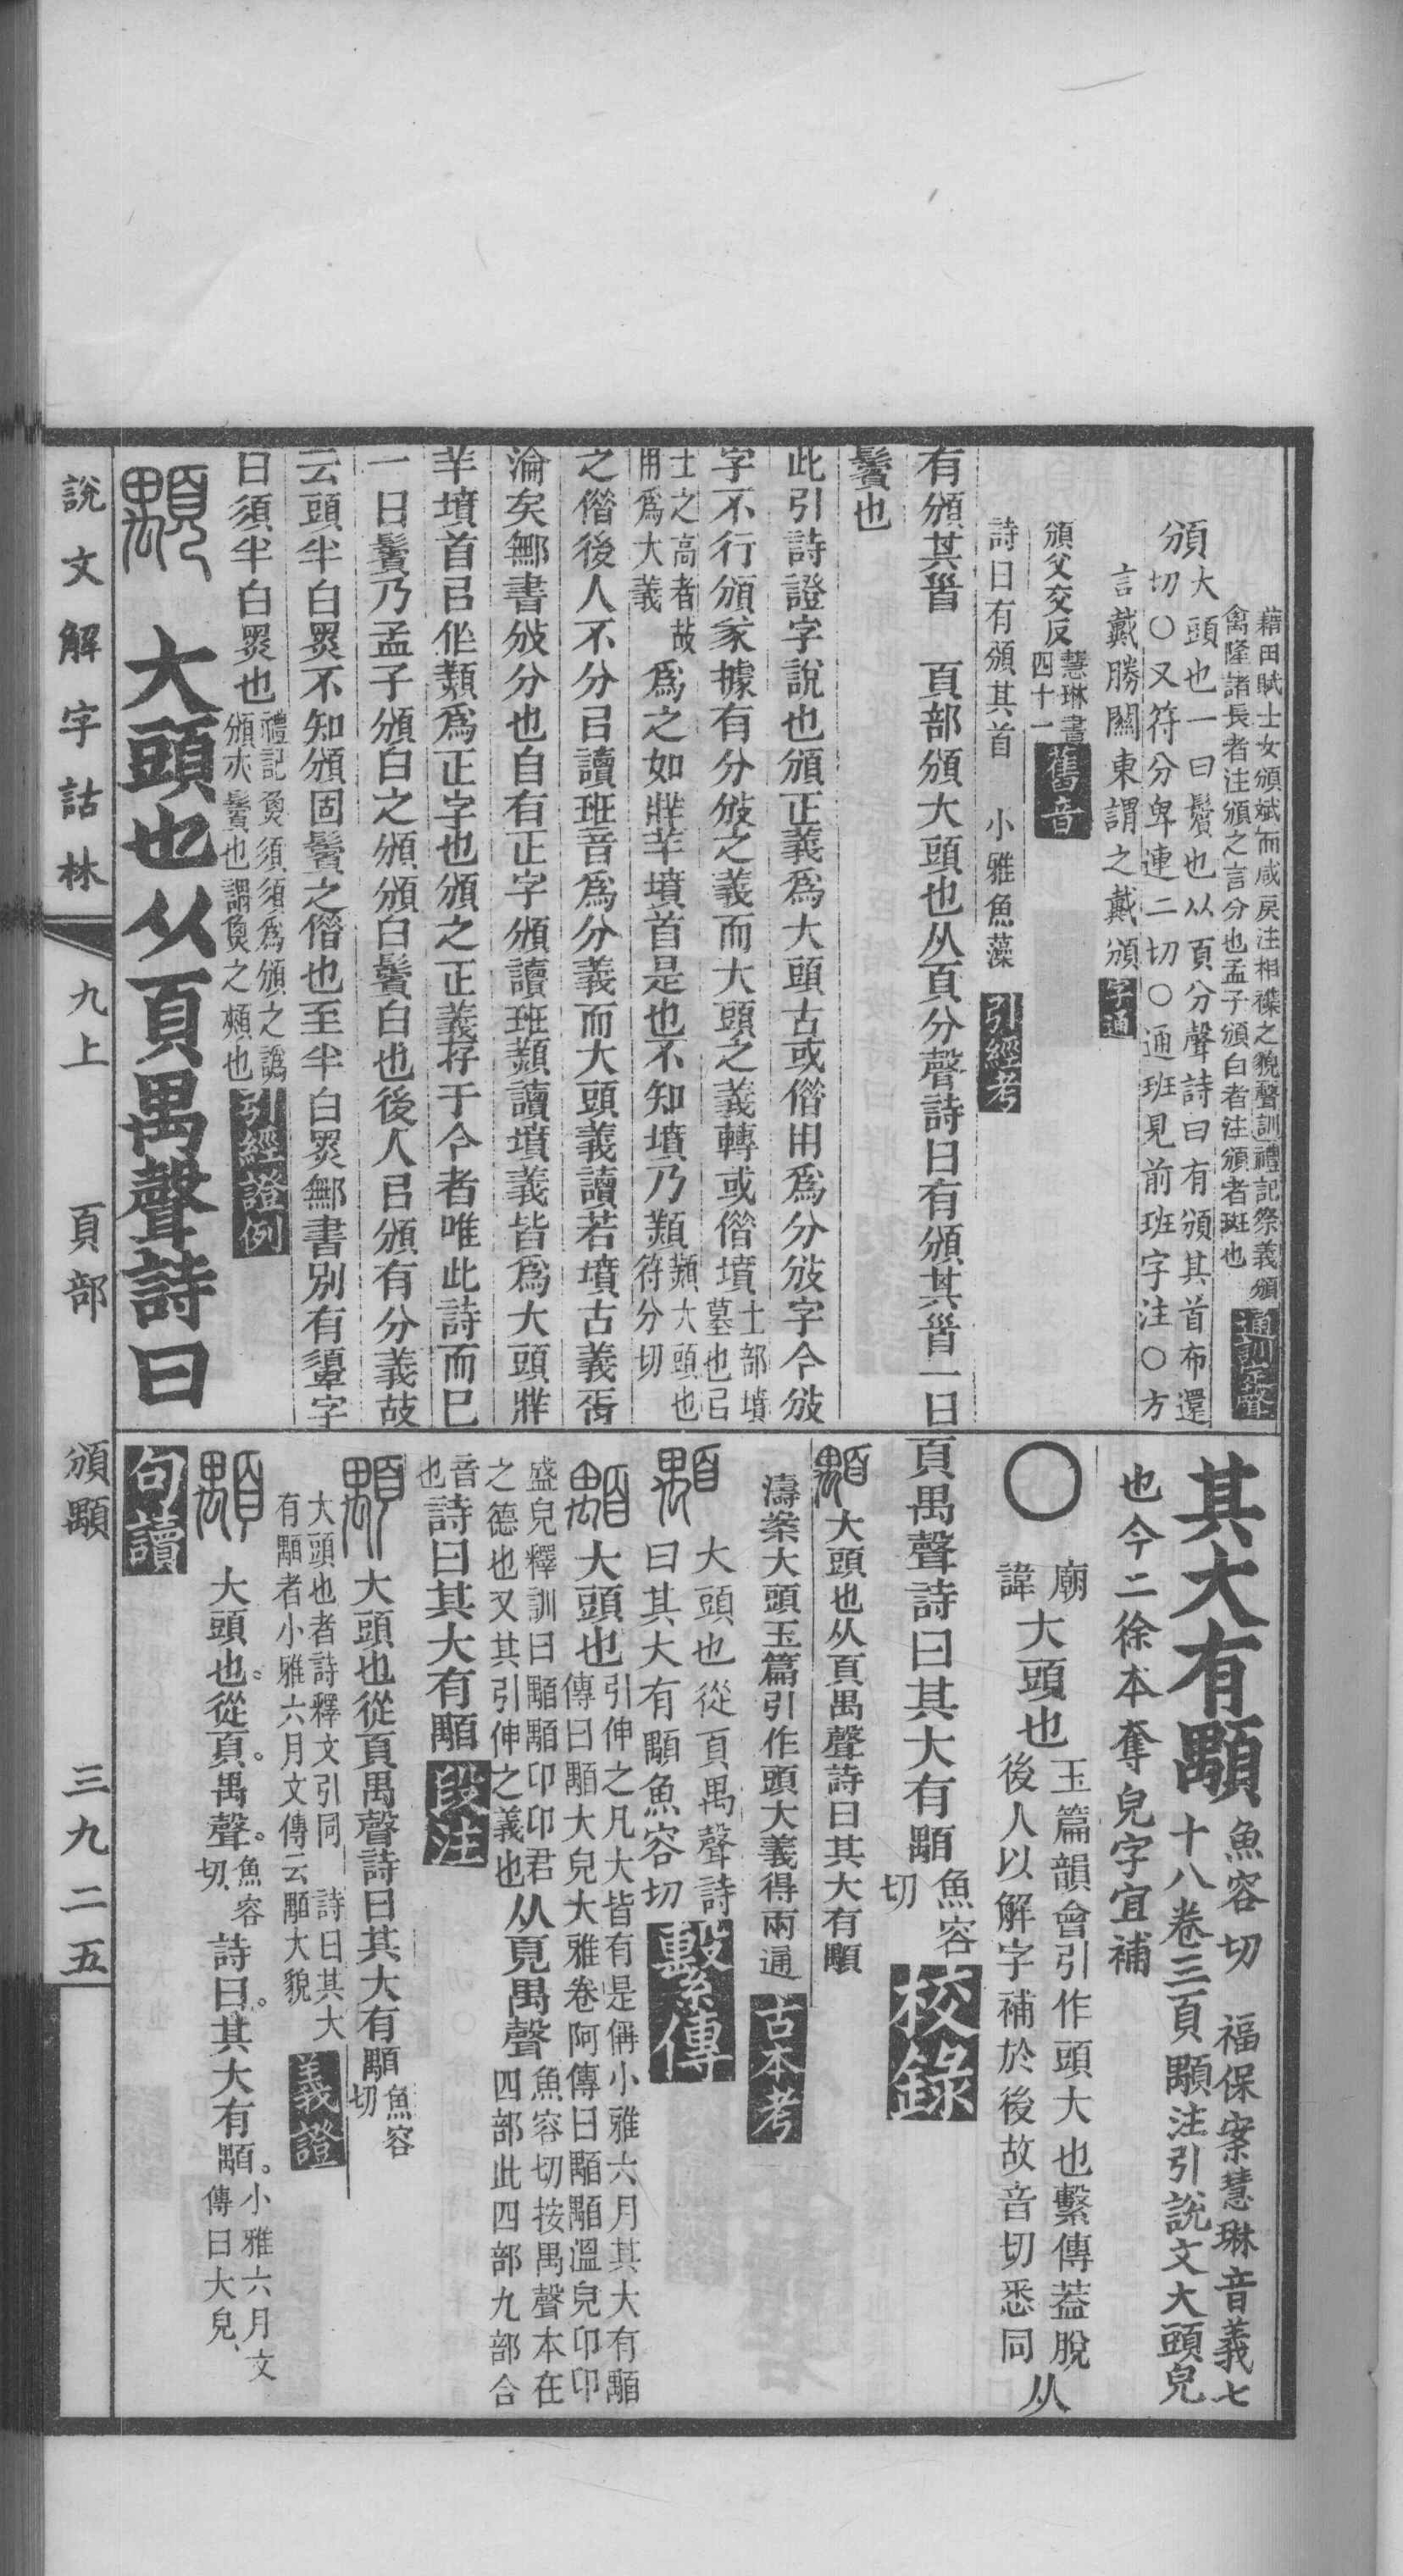 藉田賦士女頒斌而咸戾注相襍之貌聲訓禮記祭義頒
禽隆諸長者注頒之言分也孟子頒白者注頒者斑也
通訓定聲
頒大頭也一曰鬢也从頁分聲詩曰有頒其首布還
切〇又符分卑連二切〇通班見前班字注〇方
言戴勝關東謂之戴頒字通
頒父交反慧琳書四十一舊音
詩曰有頒其首 小雅魚藻 引經考
有頒其𩠐 頁部頒大頭也从頁分聲詩曰有頒其𩠐一曰
鬢也
此引詩證字說也頒正義爲大頭古或僭用爲分攽字今攽
字不行頒家據有分攽之義而大頭之義轉或僭墳土部墳墓也㠯
用爲大義土之高者故爲之如牂羊墳首是也不知墳乃䫞䫞大頭也符分切
之僭後人不分㠯讀班音爲分義而大頭義讀若墳古義㣇
淪矣鄦書攽分也自有正字頒讀班䫞讀墳義皆爲大頭牂
羊墳首㠯作䫞爲正字也頒之正義存于今者唯此詩而已
一曰鬢乃孟子頒白之頒頒白鬢白也後人㠯頒有分義故
云頭半白䍘不知頒固鬢之僭也至半白䍘鄦書別有䫀字
曰須半白䍘也禮記䕼須須爲頒之譌頒亦鬢也謂䕼之頰也引經證例
顒 大頭也从頁禺聲詩曰
其大有顒魚容切 福保案慧琳音義七十八卷三頁顒注引說文大頭皃
也今二徐本奪皃字宜補
〇廟諱大頭也玉篇韻會引作頭大也繫傳葢脫後人以解字補於後故音切悉同从
頁禺聲詩曰其大有顒魚容切校錄
顒大頭也从頁禺聲詩曰其大有顒
濤案大頭玉篇引作頭大義得兩通古本考
顒大頭也從頁禺聲詩
曰其大有顒魚容切繫傳
顒大頭也引伸之凡大皆有是偁小雅六月其大有顒傳曰顒大皃大雅卷阿傳曰顒顒溫皃卬卬
盛皃釋訓曰顒顒卬卬君之德也又其引伸之義也从頁禺聲魚容切按禺聲本在四部此四部九部合
音也詩曰其大有顒段注
顒大頭也從頁禺聲詩曰其大有顒魚容切
大頭也者詩釋文引同 詩曰其大有顒者小雅六月文傳云顒大貌義證
顒大頭也。從頁。禺聲。魚容切、詩曰。其大有顒。小雅六月文傳曰大皃、
句讀
說文解字詁林 九上 頁部 頒顒 三九二五